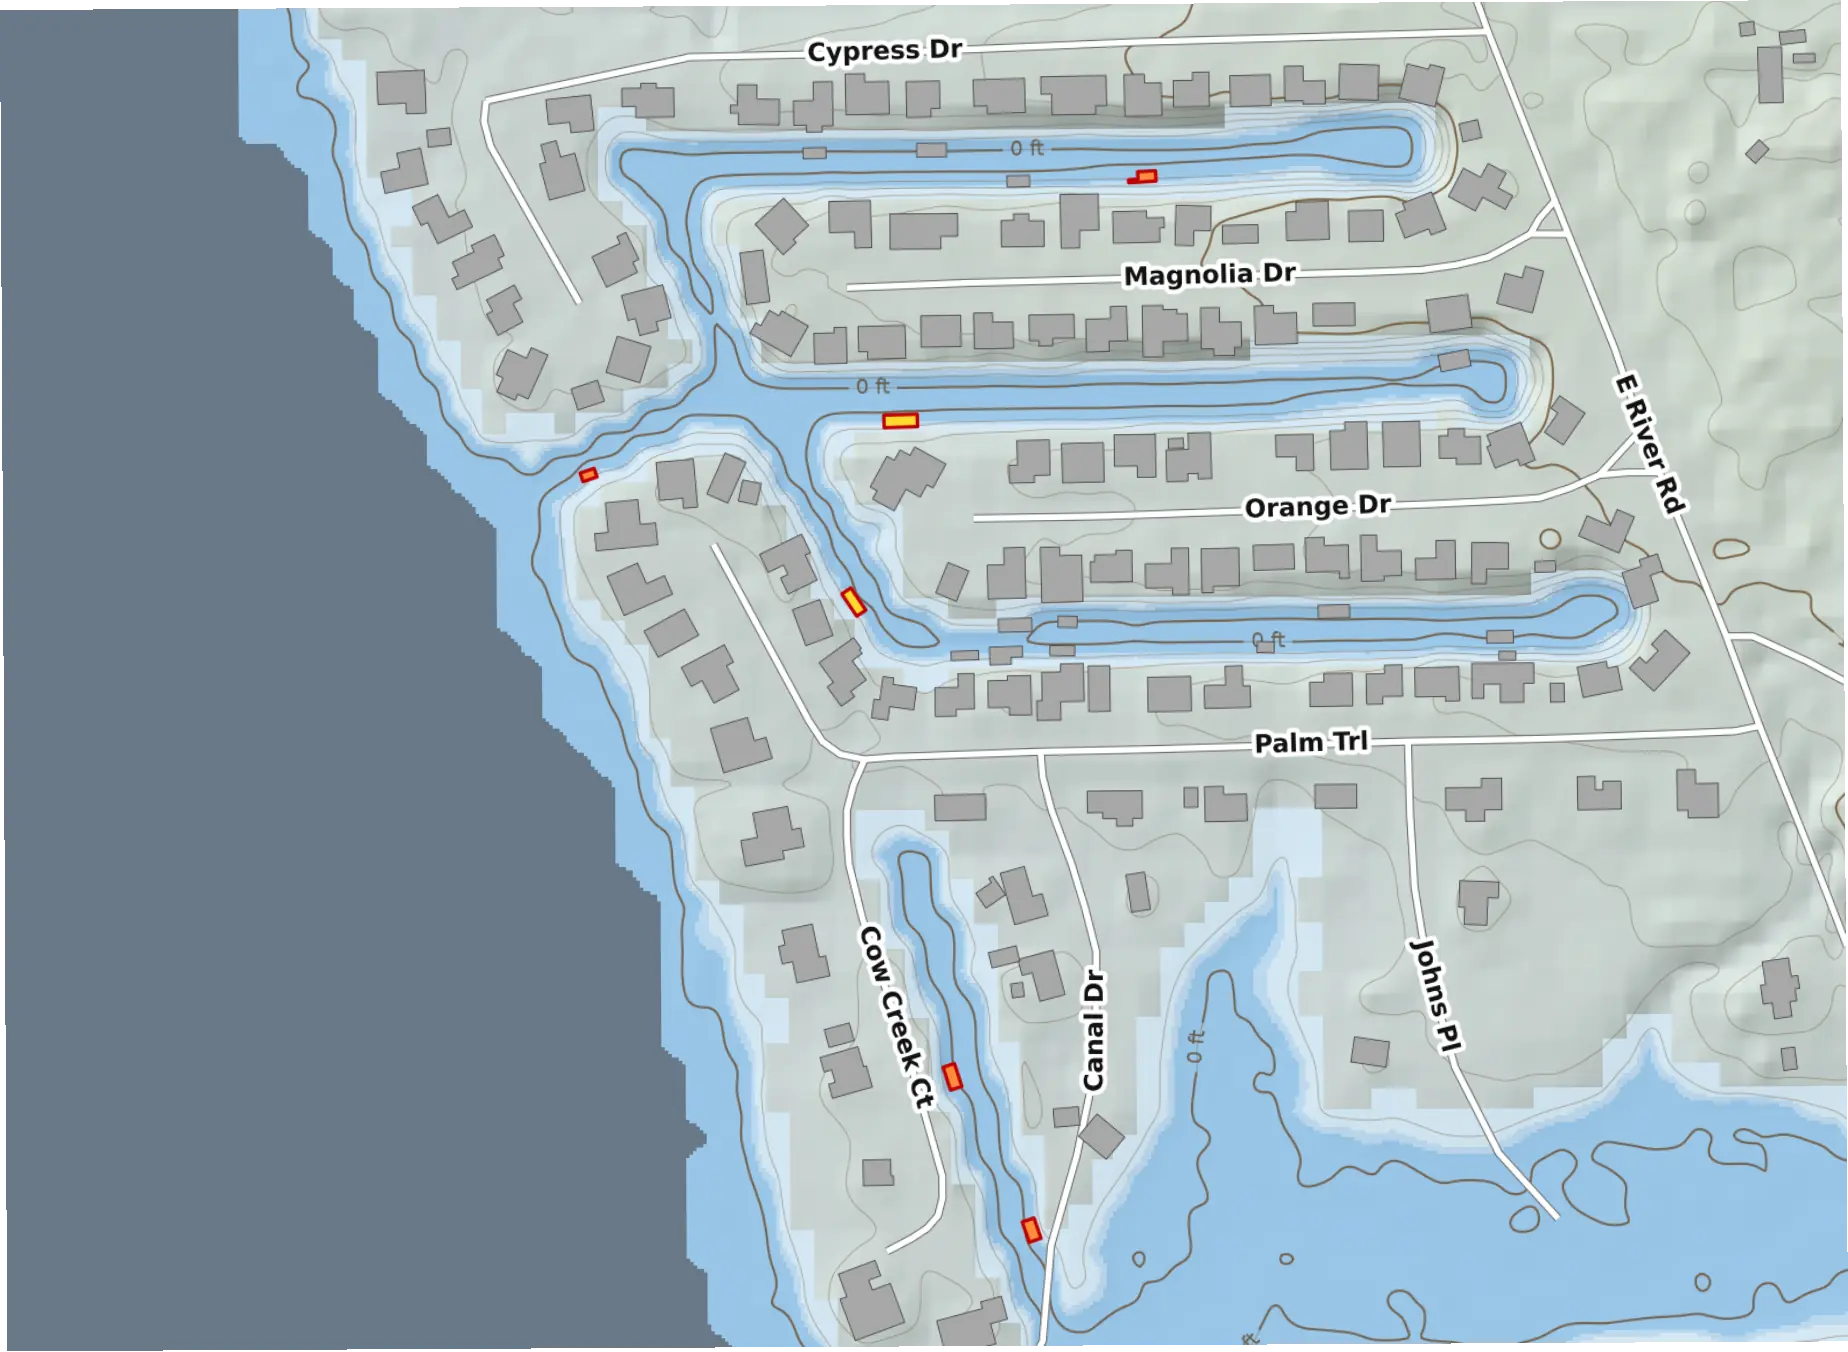 Cypress Dr
0 ft
Magnolia Dr
0 ft
E River Rd
Orange Dr
0 ft
Palm Trl
Cow Creek Ct
Canal Dr
Johns Pl
0 ft
ft